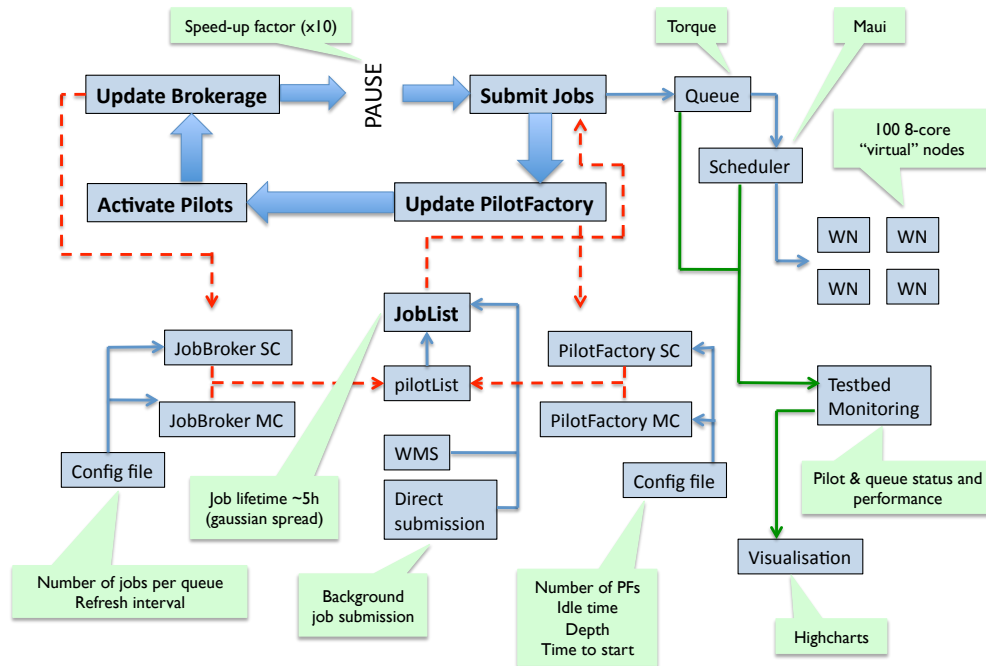 Speed-up factor (x10)
Torque
Maui
Update Brokerage
PAUSE
Submit Jobs
Queue
100 8-core
“virtual” nodes
Scheduler
Activate Pilots
Update PilotFactory
WN
WN
WN
WN
JobList
JobBroker SC
PilotFactory SC
pilotList
Testbed
Monitoring
JobBroker MC
PilotFactory MC
WMS
Config file
Config file
Job lifetime ~5h
(gaussian spread)
Direct
submission
Pilot & queue status and
performance
Visualisation
Number of jobs per queue
Refresh interval
Background
job submission
Number of PFs
Idle time
Depth
Time to start
Highcharts